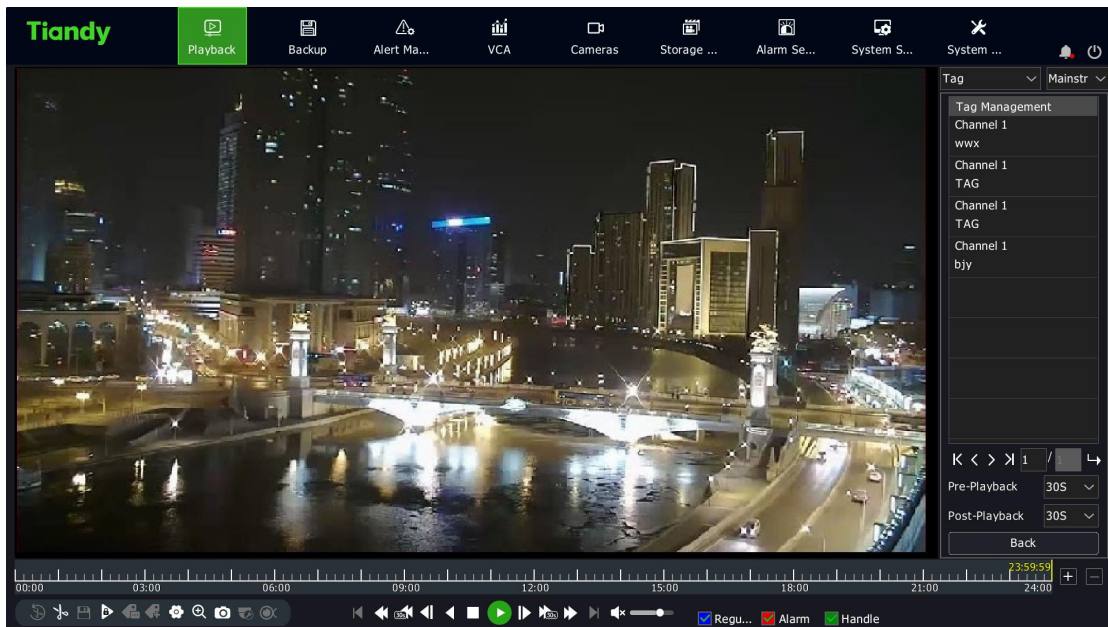 Tiandy
Playback
Backup
Alert Ma...
VCA
Cameras
Storage ...
Alarm Se...
System S...
System ...
Tag
Mainstr
Tag Management
Channel 1
wwx
Channel 1
TAG
Channel 1
TAG
Channel 1
bjy
1 / 1
Pre-Playback 30S
Post-Playback 30S
Back
23:59:59
00:00 03:00 06:00 09:00 12:00 15:00 18:00 21:00 24:00
30s 30s
Regu... Alarm Handle